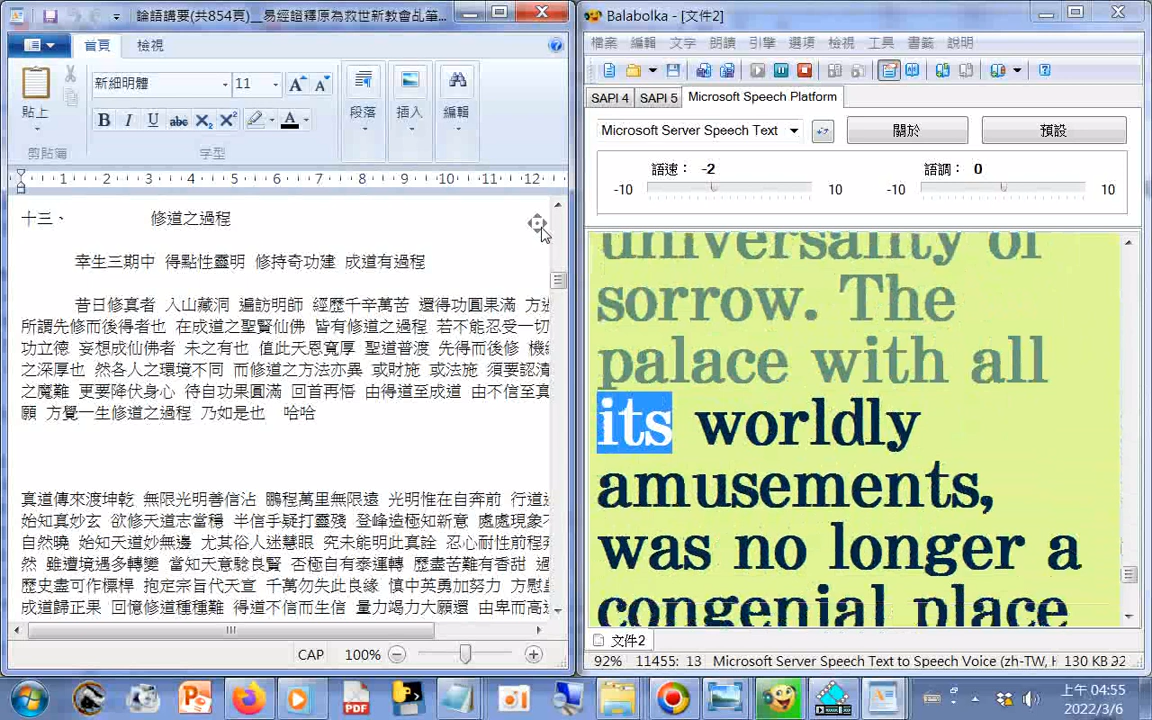 論語講要(共854頁)__易經證釋原為救世新教會乩筆...
首頁
檢視
新細明體
11
貼上
段落
插入
編輯
剪貼簿
字型
1 2 3 4 5 6 7 8 9 10 11 12
十三、 修道之過程
幸生三期中 得點性靈明 修持奇功建 成道有過程
昔日修真者 入山藏洞 遍訪明師 經歷千辛萬苦 還得功圓果滿 方
所謂先修而後得者也 在成道之聖賢仙佛 皆有修道之過程 若不能忍受一切
功立德 妄想成仙佛者 未之有也 值此天恩寬厚 聖道普渡 先得而後修
之深厚也 然各人之環境不同 而修道之方法亦異 或財施 或法施 須要認清
之魔難 更要降伏身心 待自功果圓滿 回首再悟 由得道至成道 由不信至真
願 方覺一生修道之過程 乃如是也 哈哈
真道傳來渡坤乾 無限光明善信沾 鵬程萬里無限遠 光明惟在自奔前 行道
始知真妙玄 欲修天道志當穩 半信手疑打靈殘 登峰造極知新意 處處現象
自然曉 始知天道妙無邊 尤其俗人迷慧眼 究未能明此真詮 忍心耐性前程
然 雖遭境遇多轉變 當知天意驗良賢 否極自有泰運轉 歷盡苦難有香甜 過
歷史盡可作標桿 抱定宗旨代天宣 千萬勿失此良緣 慎中英勇加努力 方慰
成道歸正果 回憶修道種種難 得道不信而生信 量力竭力大願還 由卑而高
CAP 100%
Balabolka - [文件2]
檔案 編輯 文字 朗讀 引擎 選項 檢視 工具 書籤 說明
SAPI 4 SAPI 5 Microsoft Speech Platform
Microsoft Server Speech Text
關於
預設
語速： -2
語調： 0
-10 10 -10 10
universality of
sorrow. The
palace with all
its worldly
amusements,
was no longer a
congenial place
文件2
92% 11455: 13 Microsoft Server Speech Text to Speech Voice (zh-TW, H 130 KB
上午 04:55
2022/3/6